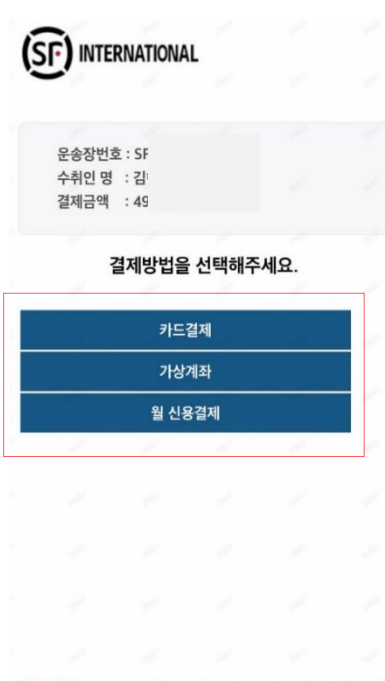 SF INTERNATIONAL
운송장번호 : SF
수취인 명 : 김
결제금액 : 49
결제방법을 선택해주세요.
카드결제
가상계좌
월 신용결제